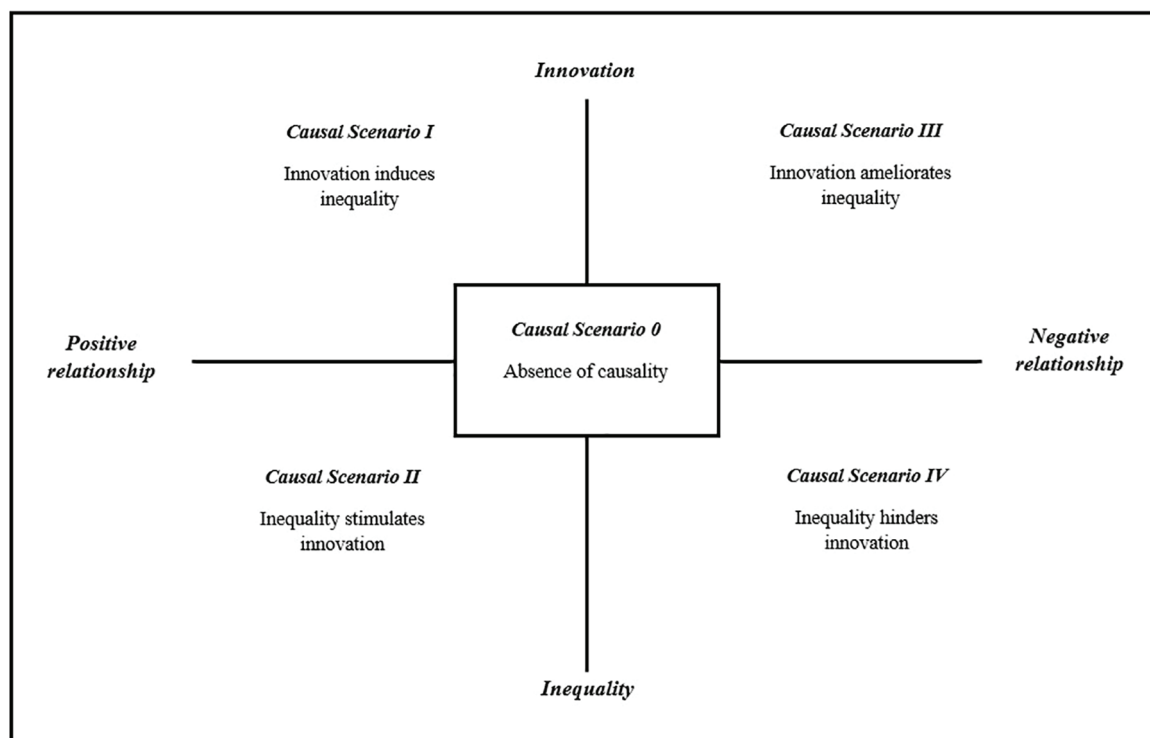 Innovation
Causal Scenario I
Innovation induces
inequality
Causal Scenario III
Innovation ameliorates
inequality
Positive
relationship
Causal Scenario 0
Absence of causality
Negative
relationship
Causal Scenario II
Inequality stimulates
innovation
Causal Scenario IV
Inequality hinders
innovation
Inequality